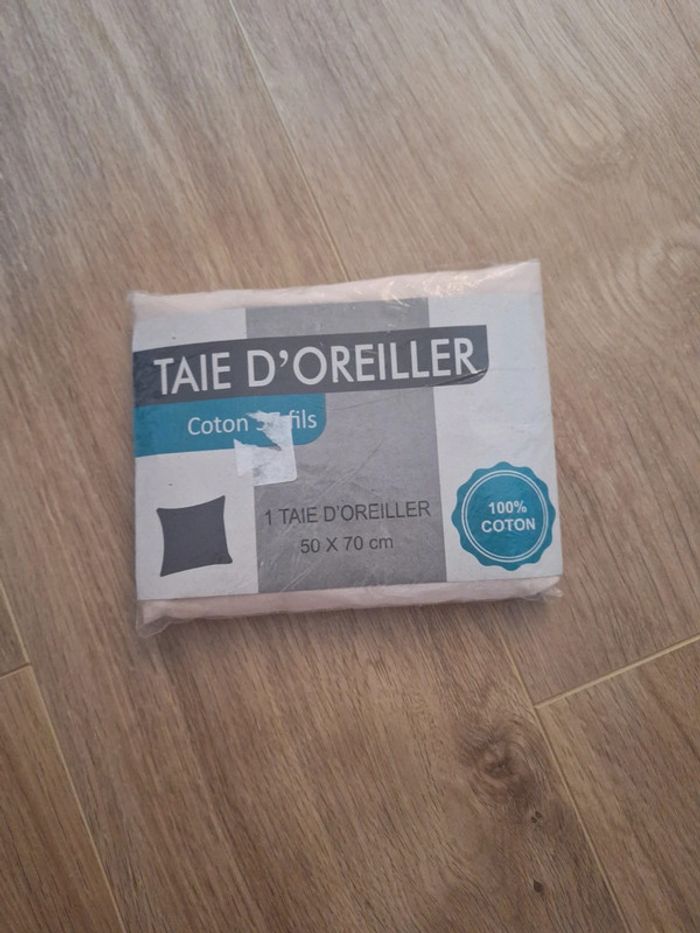 TAIE D'OREILLER
Coton fils
1 TAIE D'OREILLER
50 X 70 cm
100%
COTON